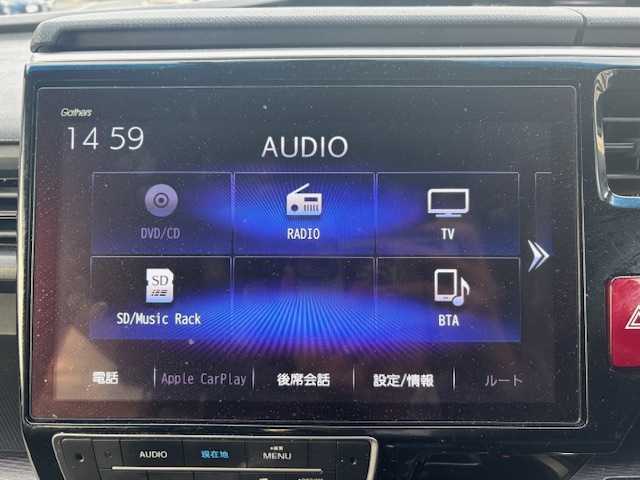 Gathers
14 59
AUDIO
DVD/CD RADIO TV
SD
SD/Music Rack BTA
電話 Apple CarPlay 後席会話 設定/情報 ルート
AUDIO 現在地 MENU